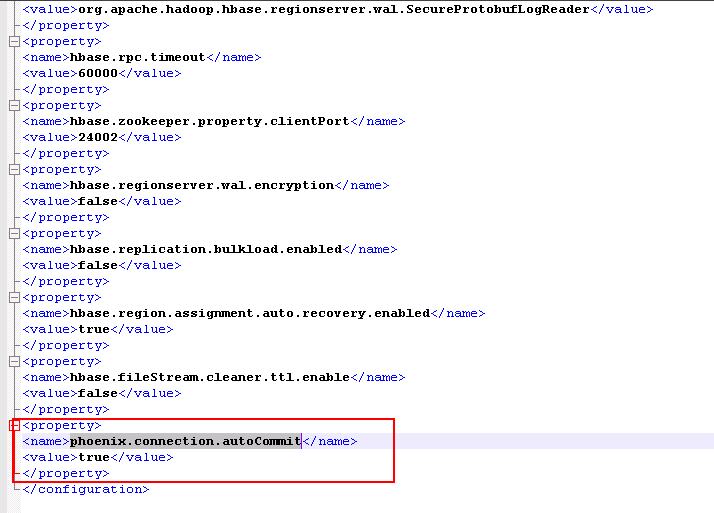 <value>org.apache.hadoop.hbase.regionserver.wal.SecureProtobufLogReader</value>
</property>
<property>
<name>hbase.rpc.timeout</name>
<value>60000</value>
</property>
<property>
<name>hbase.zookeeper.property.clientPort</name>
<value>24002</value>
</property>
<property>
<name>hbase.regionserver.wal.encryption</name>
<value>false</value>
</property>
<property>
<name>hbase.replication.bulkload.enabled</name>
<value>false</value>
</property>
<property>
<name>hbase.region.assignment.auto.recovery.enabled</name>
<value>true</value>
</property>
<property>
<name>hbase.fileStream.cleaner.ttl.enable</name>
<value>false</value>
</property>
<property>
<name>phoenix.connection.autoCommit</name>
<value>true</value>
</property>
</configuration>